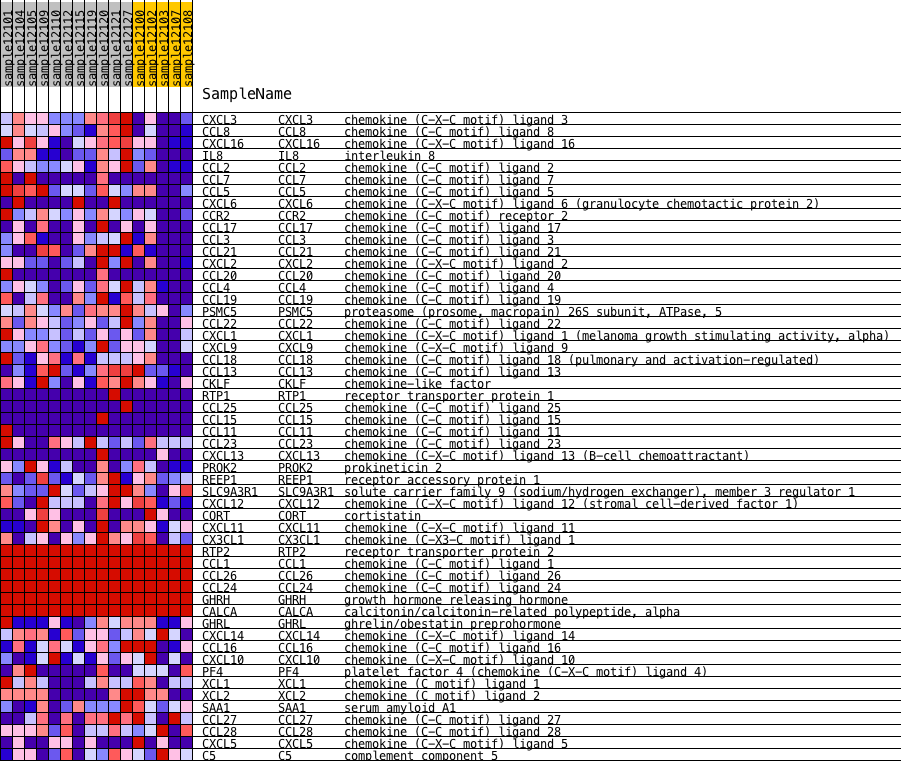 sample12101
sample12104
sample12105
sample12109
sample12110
sample12112
sample12115
sample12119
sample12120
sample12121
sample12127
sample12100
sample12102
sample12103
sample12107
sample12108
SampleName
CXCL3 CXCL3 chemokine (C-X-C motif) ligand 3
CCL8 CCL8 chemokine (C-C motif) ligand 8
CXCL16 CXCL16 chemokine (C-X-C motif) ligand 16
IL8 IL8 interleukin 8
CCL2 CCL2 chemokine (C-C motif) ligand 2
CCL7 CCL7 chemokine (C-C motif) ligand 7
CCL5 CCL5 chemokine (C-C motif) ligand 5
CXCL6 CXCL6 chemokine (C-X-C motif) ligand 6 (granulocyte chemotactic protein 2)
CCR2 CCR2 chemokine (C-C motif) receptor 2
CCL17 CCL17 chemokine (C-C motif) ligand 17
CCL3 CCL3 chemokine (C-C motif) ligand 3
CCL21 CCL21 chemokine (C-C motif) ligand 21
CXCL2 CXCL2 chemokine (C-X-C motif) ligand 2
CCL20 CCL20 chemokine (C-C motif) ligand 20
CCL4 CCL4 chemokine (C-C motif) ligand 4
CCL19 CCL19 chemokine (C-C motif) ligand 19
PSMC5 PSMC5 proteasome (prosome, macropain) 26S subunit, ATPase, 5
CCL22 CCL22 chemokine (C-C motif) ligand 22
CXCL1 CXCL1 chemokine (C-X-C motif) ligand 1 (melanoma growth stimulating activity, alpha)
CXCL9 CXCL9 chemokine (C-X-C motif) ligand 9
CCL18 CCL18 chemokine (C-C motif) ligand 18 (pulmonary and activation-regulated)
CCL13 CCL13 chemokine (C-C motif) ligand 13
CKLF CKLF chemokine-like factor
RTP1 RTP1 receptor transporter protein 1
CCL25 CCL25 chemokine (C-C motif) ligand 25
CCL15 CCL15 chemokine (C-C motif) ligand 15
CCL11 CCL11 chemokine (C-C motif) ligand 11
CCL23 CCL23 chemokine (C-C motif) ligand 23
CXCL13 CXCL13 chemokine (C-X-C motif) ligand 13 (B-cell chemoattractant)
PROK2 PROK2 prokineticin 2
REEP1 REEP1 receptor accessory protein 1
SLC9A3R1 SLC9A3R1 solute carrier family 9 (sodium/hydrogen exchanger), member 3 regulator 1
CXCL12 CXCL12 chemokine (C-X-C motif) ligand 12 (stromal cell-derived factor 1)
CORT CORT cortistatin
CXCL11 CXCL11 chemokine (C-X-C motif) ligand 11
CX3CL1 CX3CL1 chemokine (C-X3-C motif) ligand 1
RTP2 RTP2 receptor transporter protein 2
CCL1 CCL1 chemokine (C-C motif) ligand 1
CCL26 CCL26 chemokine (C-C motif) ligand 26
CCL24 CCL24 chemokine (C-C motif) ligand 24
GHRH GHRH growth hormone releasing hormone
CALCA CALCA calcitonin/calcitonin-related polypeptide, alpha
GHRL GHRL ghrelin/obestatin preprohormone
CXCL14 CXCL14 chemokine (C-X-C motif) ligand 14
CCL16 CCL16 chemokine (C-C motif) ligand 16
CXCL10 CXCL10 chemokine (C-X-C motif) ligand 10
PF4 PF4 platelet factor 4 (chemokine (C-X-C motif) ligand 4)
XCL1 XCL1 chemokine (C motif) ligand 1
XCL2 XCL2 chemokine (C motif) ligand 2
SAA1 SAA1 serum amyloid A1
CCL27 CCL27 chemokine (C-C motif) ligand 27
CCL28 CCL28 chemokine (C-C motif) ligand 28
CXCL5 CXCL5 chemokine (C-X-C motif) ligand 5
C5 C5 complement component 5